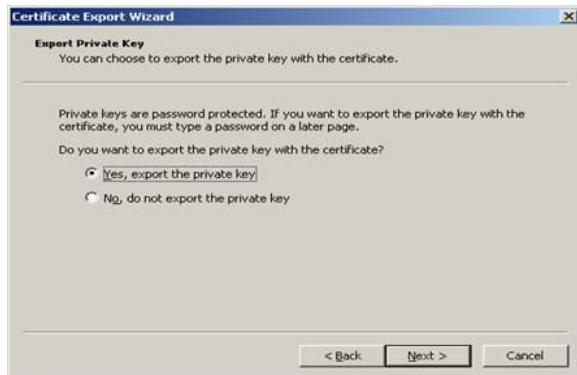 Certificate Export Wizard
Export Private Key
You can choose to export the private key with the certificate.
Private keys are password protected. If you want to export the private key with the
certificate, you must type a password on a later page.
Do you want to export the private key with the certificate?
Yes, export the private key
No, do not export the private key
< Back Next > Cancel